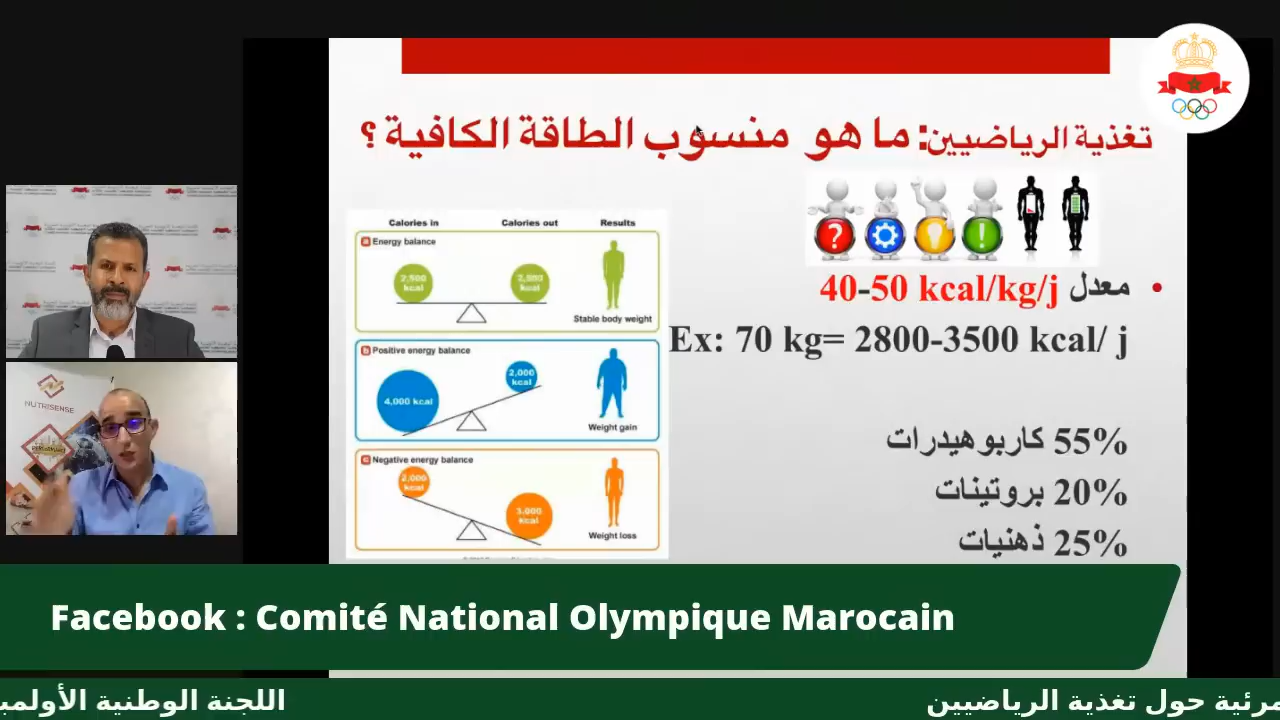 تغذية الرياضيين: ما هو منسوب الطاقة الكافية ؟
Calories in Calories out Results
a Energy balance
2,500 kcal
2,500 kcal
Stable body weight
b Positive energy balance
4,000 kcal
2,000 kcal
Weight gain
c Negative energy balance
2,000 kcal
3,000 kcal
Weight loss
• معدل 40-50 kcal/kg/j
Ex: 70 kg= 2800-3500 kcal/ j
55% كاربوهيدرات
20% بروتينات
25% ذهنيات
NUTRISENSE
Facebook : Comité National Olympique Marocain
مرئية حول تغذية الرياضيين
اللجنة الوطنية